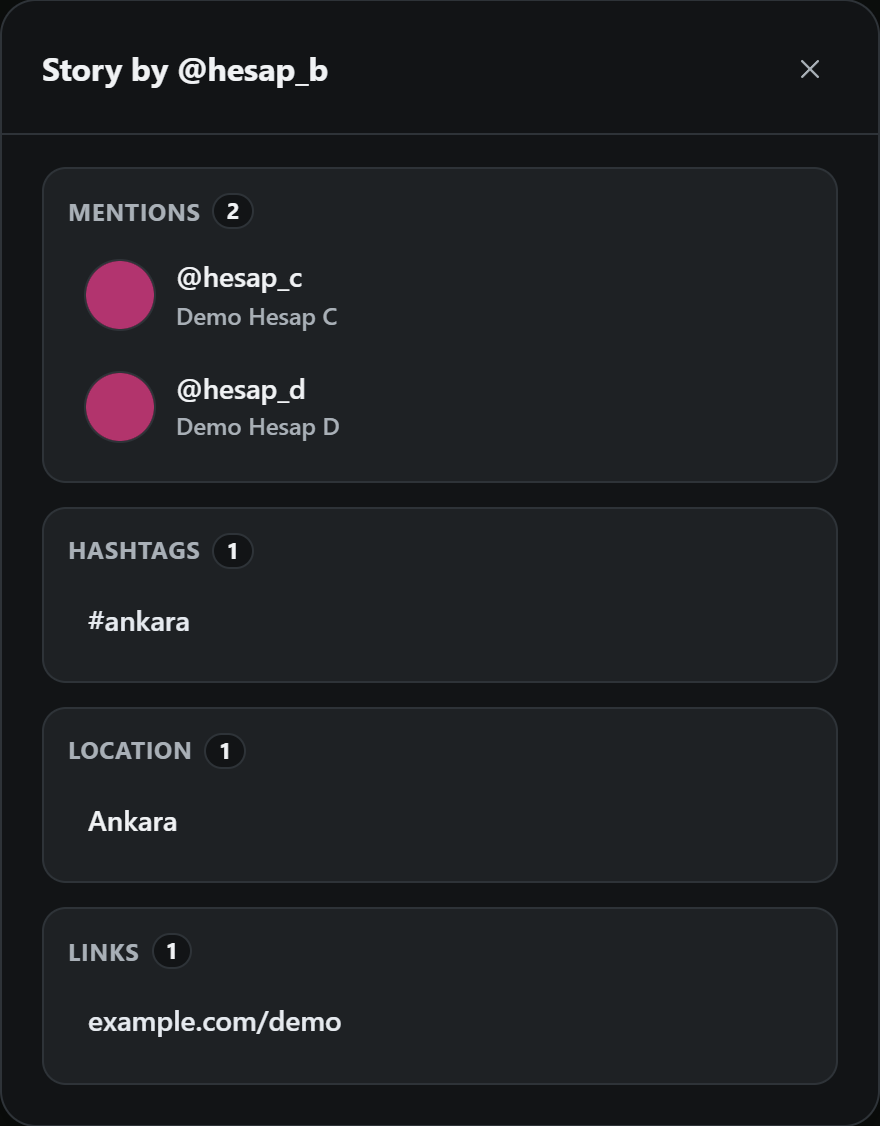 Story by @hesap_b
MENTIONS 2
@hesap_c
Demo Hesap C
@hesap_d
Demo Hesap D
HASHTAGS 1
#ankara
LOCATION 1
Ankara
LINKS 1
example.com/demo